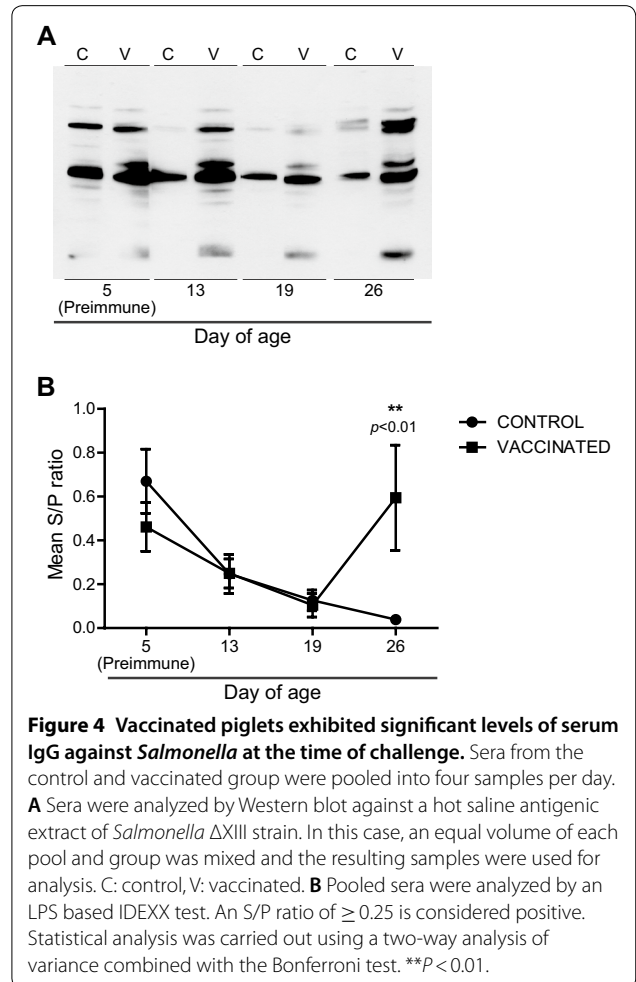 A
C V C V C V C V
5 13 19 26
(Preimmune)
Day of age
B
1.0
**
p<0.01
CONTROL
VACCINATED
0.8
0.6
0.4
0.2
0.0
Mean S/P ratio
5 13 19 26
(Preimmune)
Day of age
Figure 4 Vaccinated piglets exhibited significant levels of serum
IgG against Salmonella at the time of challenge. Sera from the
control and vaccinated group were pooled into four samples per day.
A Sera were analyzed by Western blot against a hot saline antigenic
extract of Salmonella ΔXIII strain. In this case, an equal volume of each
pool and group was mixed and the resulting samples were used for
analysis. C: control, V: vaccinated. B Pooled sera were analyzed by an
LPS based IDEXX test. An S/P ratio of ≥ 0.25 is considered positive.
Statistical analysis was carried out using a two-way analysis of
variance combined with the Bonferroni test. **P < 0.01.